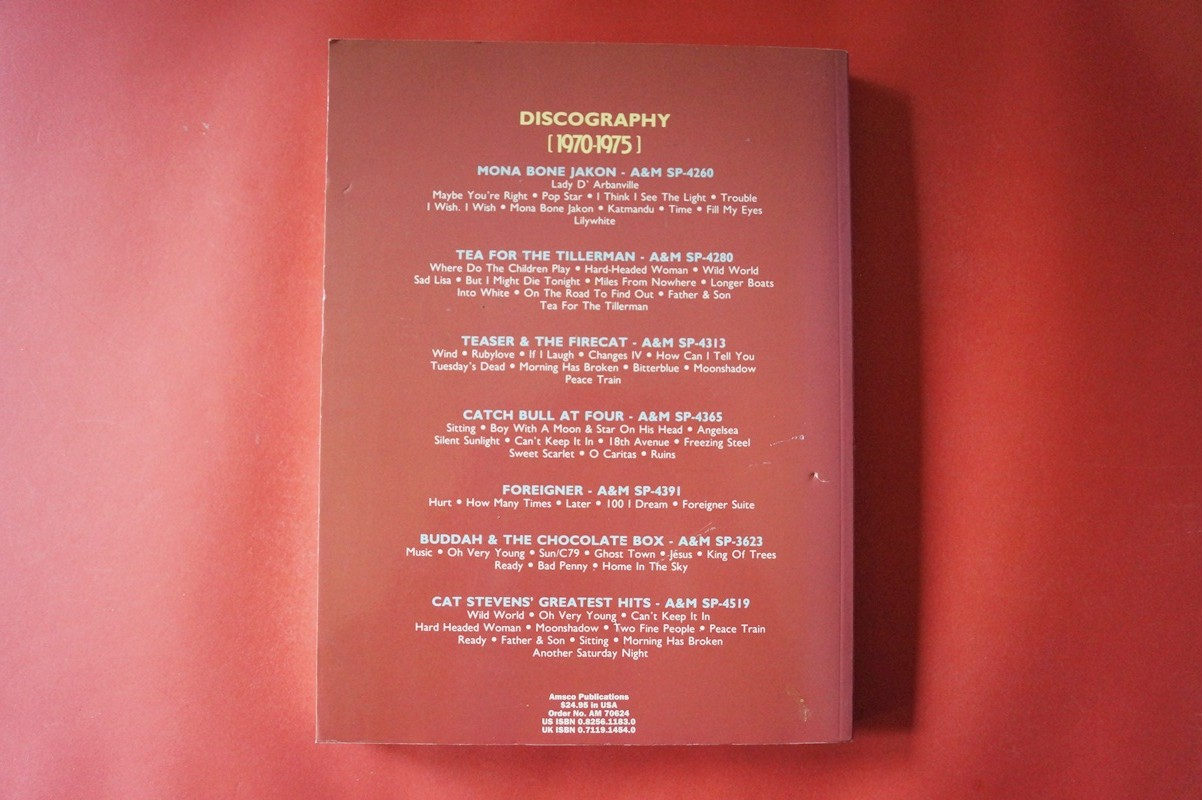 DISCOGRAPHY
[ 1970-1975 ]
MONA BONE JAKON - A&M SP-4260
Lady D' Arbanville
Maybe You're Right • Pop Star • I Think I See The Light • Trouble
I Wish. I Wish • Mona Bone Jakon • Katmandu • Time • Fill My Eyes
Lilywhite
TEA FOR THE TILLERMAN - A&M SP-4280
Where Do The Children Play • Hard-Headed Woman • Wild World
Sad Lisa • But I Might Die Tonight • Miles From Nowhere • Longer Boats
Into White • On The Road To Find Out • Father & Son
Tea For The Tillerman
TEASER & THE FIRECAT - A&M SP-4313
Wind • Rubylove • If I Laugh • Changes IV • How Can I Tell You
Tuesday's Dead • Morning Has Broken • Bitterblue • Moonshadow
Peace Train
CATCH BULL AT FOUR - A&M SP-4365
Sitting • Boy With A Moon & Star On His Head • Angelsea
Silent Sunlight • Can't Keep It In • 18th Avenue • Freezing Steel
Sweet Scarlet • O Caritas • Ruins
FOREIGNER - A&M SP-4391
Hurt • How Many Times • Later • 100 I Dream • Foreigner Suite
BUDDAH & THE CHOCOLATE BOX - A&M SP-3623
Music • Oh Very Young • Sun/C79 • Ghost Town • Jesus • King Of Trees
Ready • Bad Penny • Home In The Sky
CAT STEVENS' GREATEST HITS - A&M SP-4519
Wild World • Oh Very Young • Can't Keep It In
Hard Headed Woman • Moonshadow • Two Fine People • Peace Train
Ready • Father & Son • Sitting • Morning Has Broken
Another Saturday Night
Amsco Publications
$24.95 in USA
Order No. AM 70624
US ISBN 0.8256.1183.0
UK ISBN 0.7119.1454.0